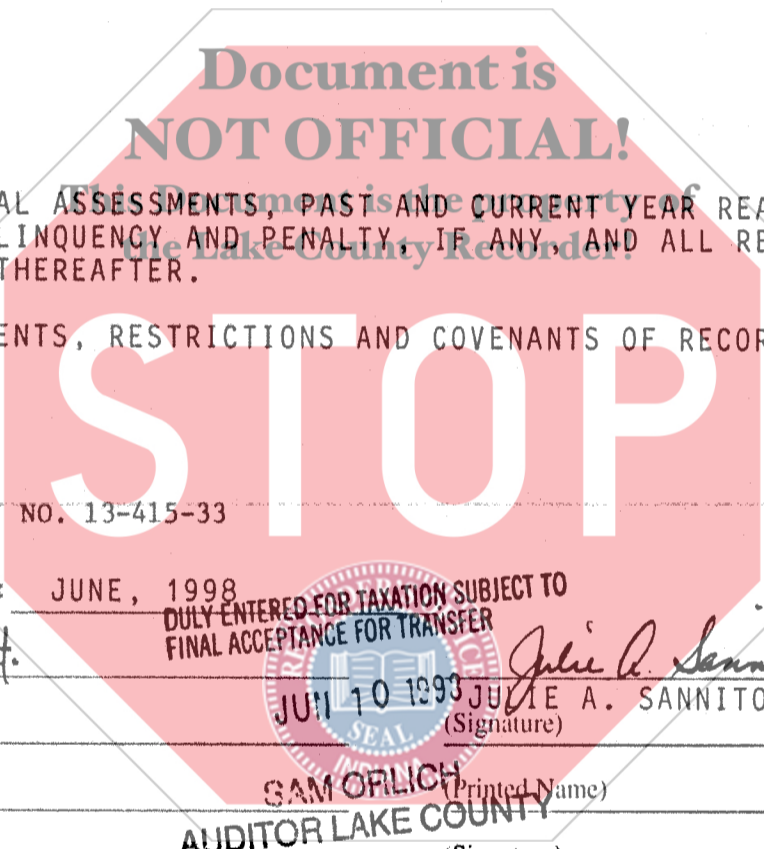 Document is
NOT OFFICIAL!
This Document is the property of
the Lake County Recorder!
AL ASSESSMENTS, PAST AND CURRENT YEAR REA
LINQUENCY AND PENALTY, IF ANY, AND ALL RE
THEREAFTER.
ENTS, RESTRICTIONS AND COVENANTS OF RECOR
STOP
NO. 13-415-33
JUNE, 1998
DULY ENTERED FOR TAXATION SUBJECT TO
FINAL ACCEPTANCE FOR TRANSFER
Julie A. Sann
JUN 10 1998
JULIE A. SANNITO
(Signature)
SEAL
INDIANA
SAM ORLICH
(Printed Name)
AUDITOR LAKE COUNTY